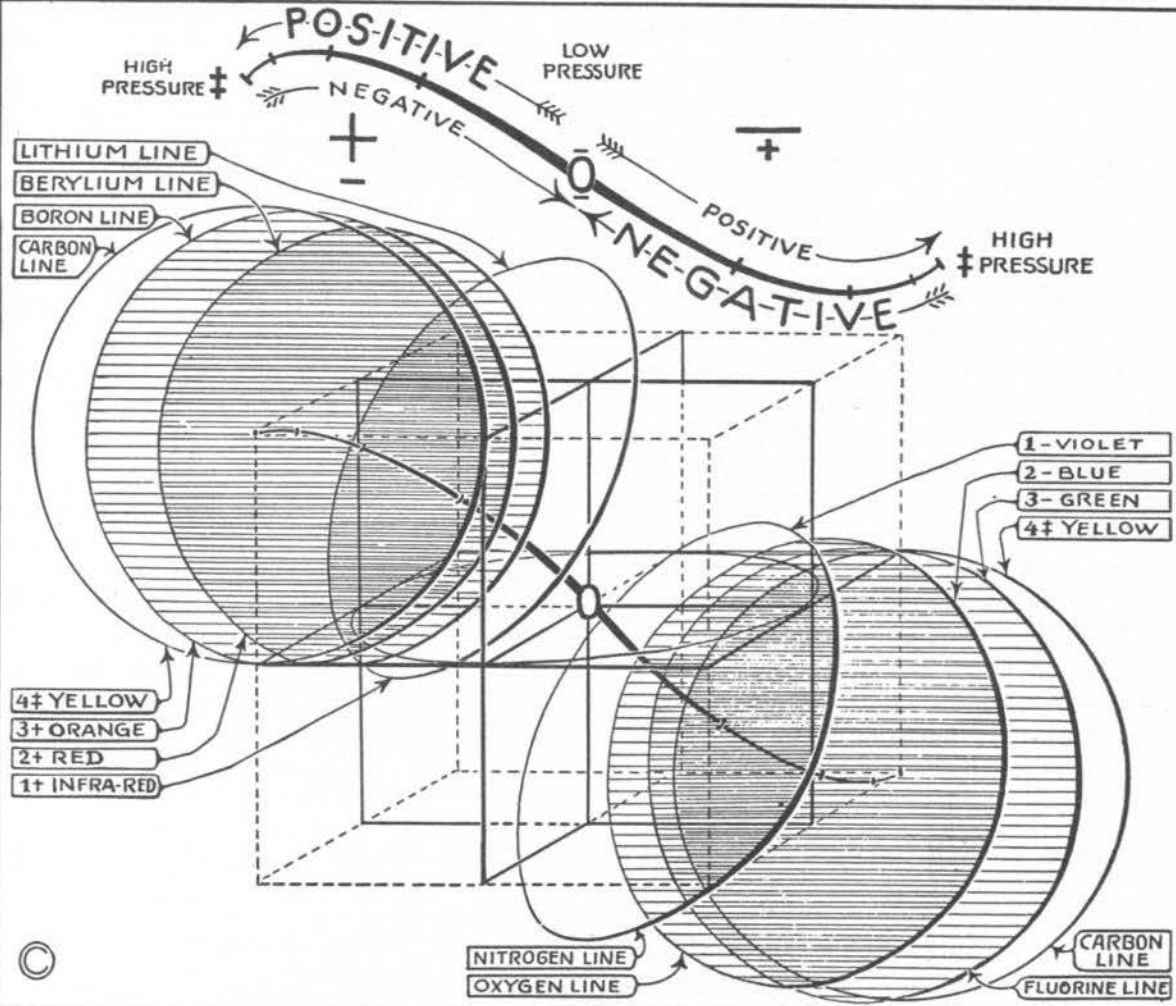 POSITIVE
LOW
PRESSURE
HIGH
PRESSURE ‡
NEGATIVE
+
-
-
+
0
POSITIVE
NEGATIVE
HIGH
‡ PRESSURE
LITHIUM LINE
BERYLIUM LINE
BORON LINE
CARBON
LINE
1-VIOLET
2-BLUE
3-GREEN
4‡ YELLOW
0
4‡ YELLOW
3+ ORANGE
2+ RED
1+ INFRA-RED
NITROGEN LINE
OXYGEN LINE
CARBON
LINE
FLUORINE LINE
©